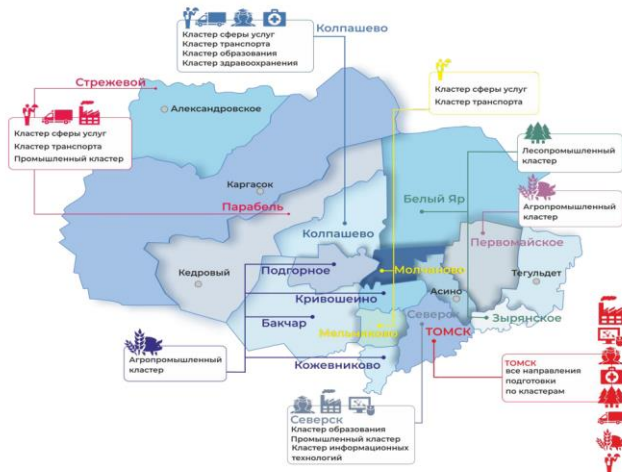 Колпашево
Кластер сферы услуг
Кластер транспорта
Кластер образования
Кластер здравоохранения
Стрежевой
Кластер сферы услуг
Кластер транспорта
Промышленный кластер
Александровское
Кластер сферы услуг
Кластер транспорта
Лесопромышленный
кластер
Агропромышленный
кластер
Каргасок
Парабель
Белый Яр
Колпашево
Первомайское
Кедровый
Подгорное
Молчаново
Тегульдет
Асино
Кривошеино
Бакчар
Мельниково
Северск
ТОМСК
Зырянское
Кожевниково
Агропромышленный
кластер
ТОМСК
все направления
подготовки
по кластерам
Северск
Кластер образования
Промышленный кластер
Кластер информационных
технологий